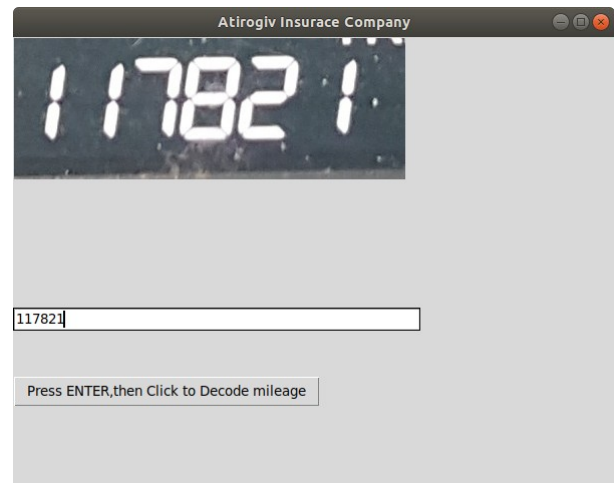 Atirogiv Insurace Company
117821
117821
Press ENTER,then Click to Decode mileage